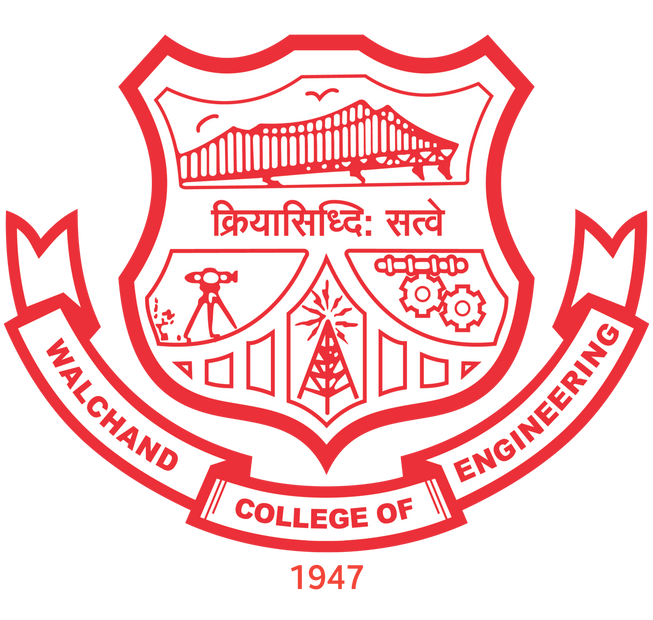 क्रियासिध्दि: सत्वे
WALCHAND
COLLEGE OF
ENGINEERING
1947